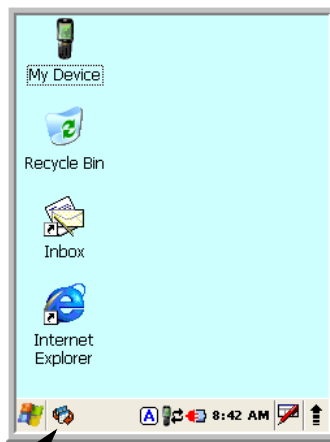 My Device
Recycle Bin
Inbox
Internet
Explorer
A 8:42 AM